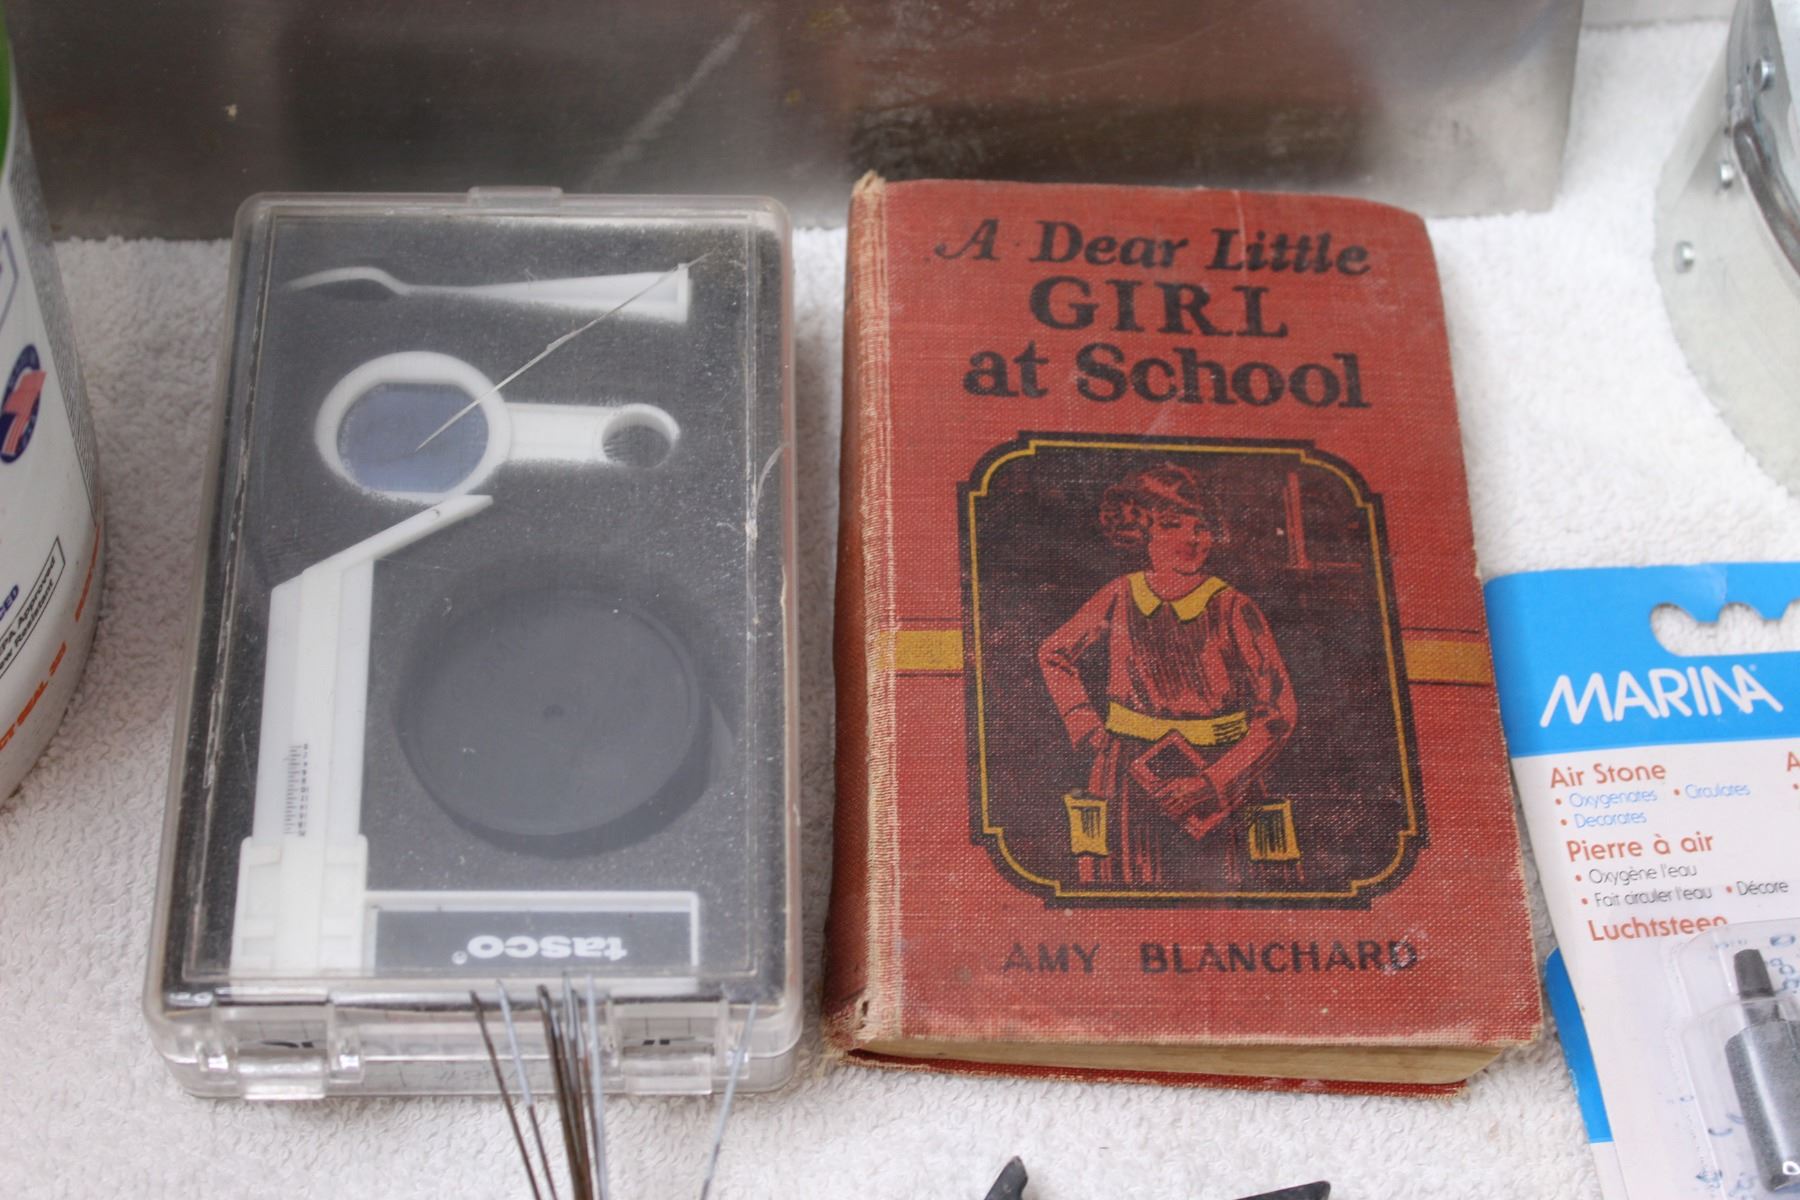 A Dear Little
GIRL
at School
AMY BLANCHARD
tasco®
MARINA®
Air Stone
• Oxygenates • Circulates
• Decorates
Pierre à air
• Oxygène l'eau
• Fait circuler l'eau • Décore
Luchtsteen